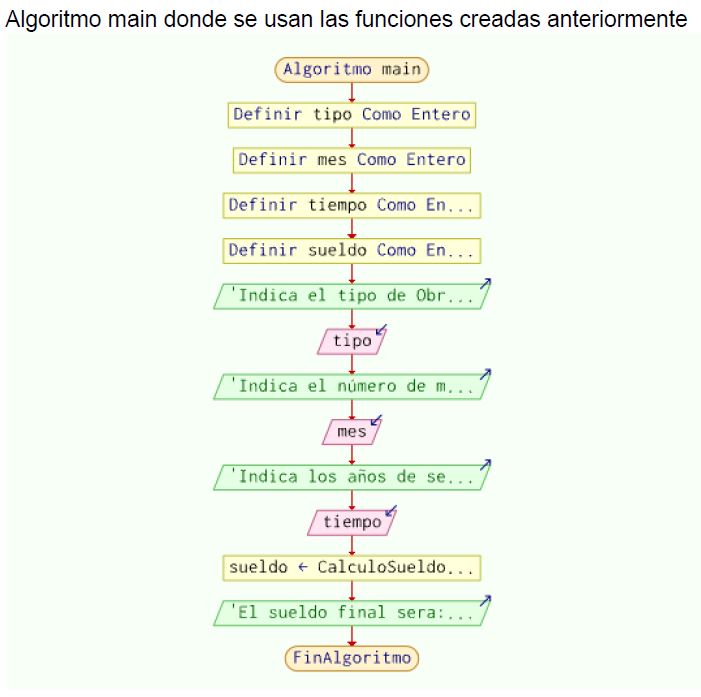 Algoritmo main donde se usan las funciones creadas anteriormente
Algoritmo main
Definir tipo Como Entero
Definir mes Como Entero
Definir tiempo Como En...
Definir sueldo Como En...
'Indica el tipo de Obr...
tipo
'Indica el número de m...
mes
'Indica los años de se...
tiempo
sueldo ← CalculoSueldo...
'El sueldo final sera:...
FinAlgoritmo